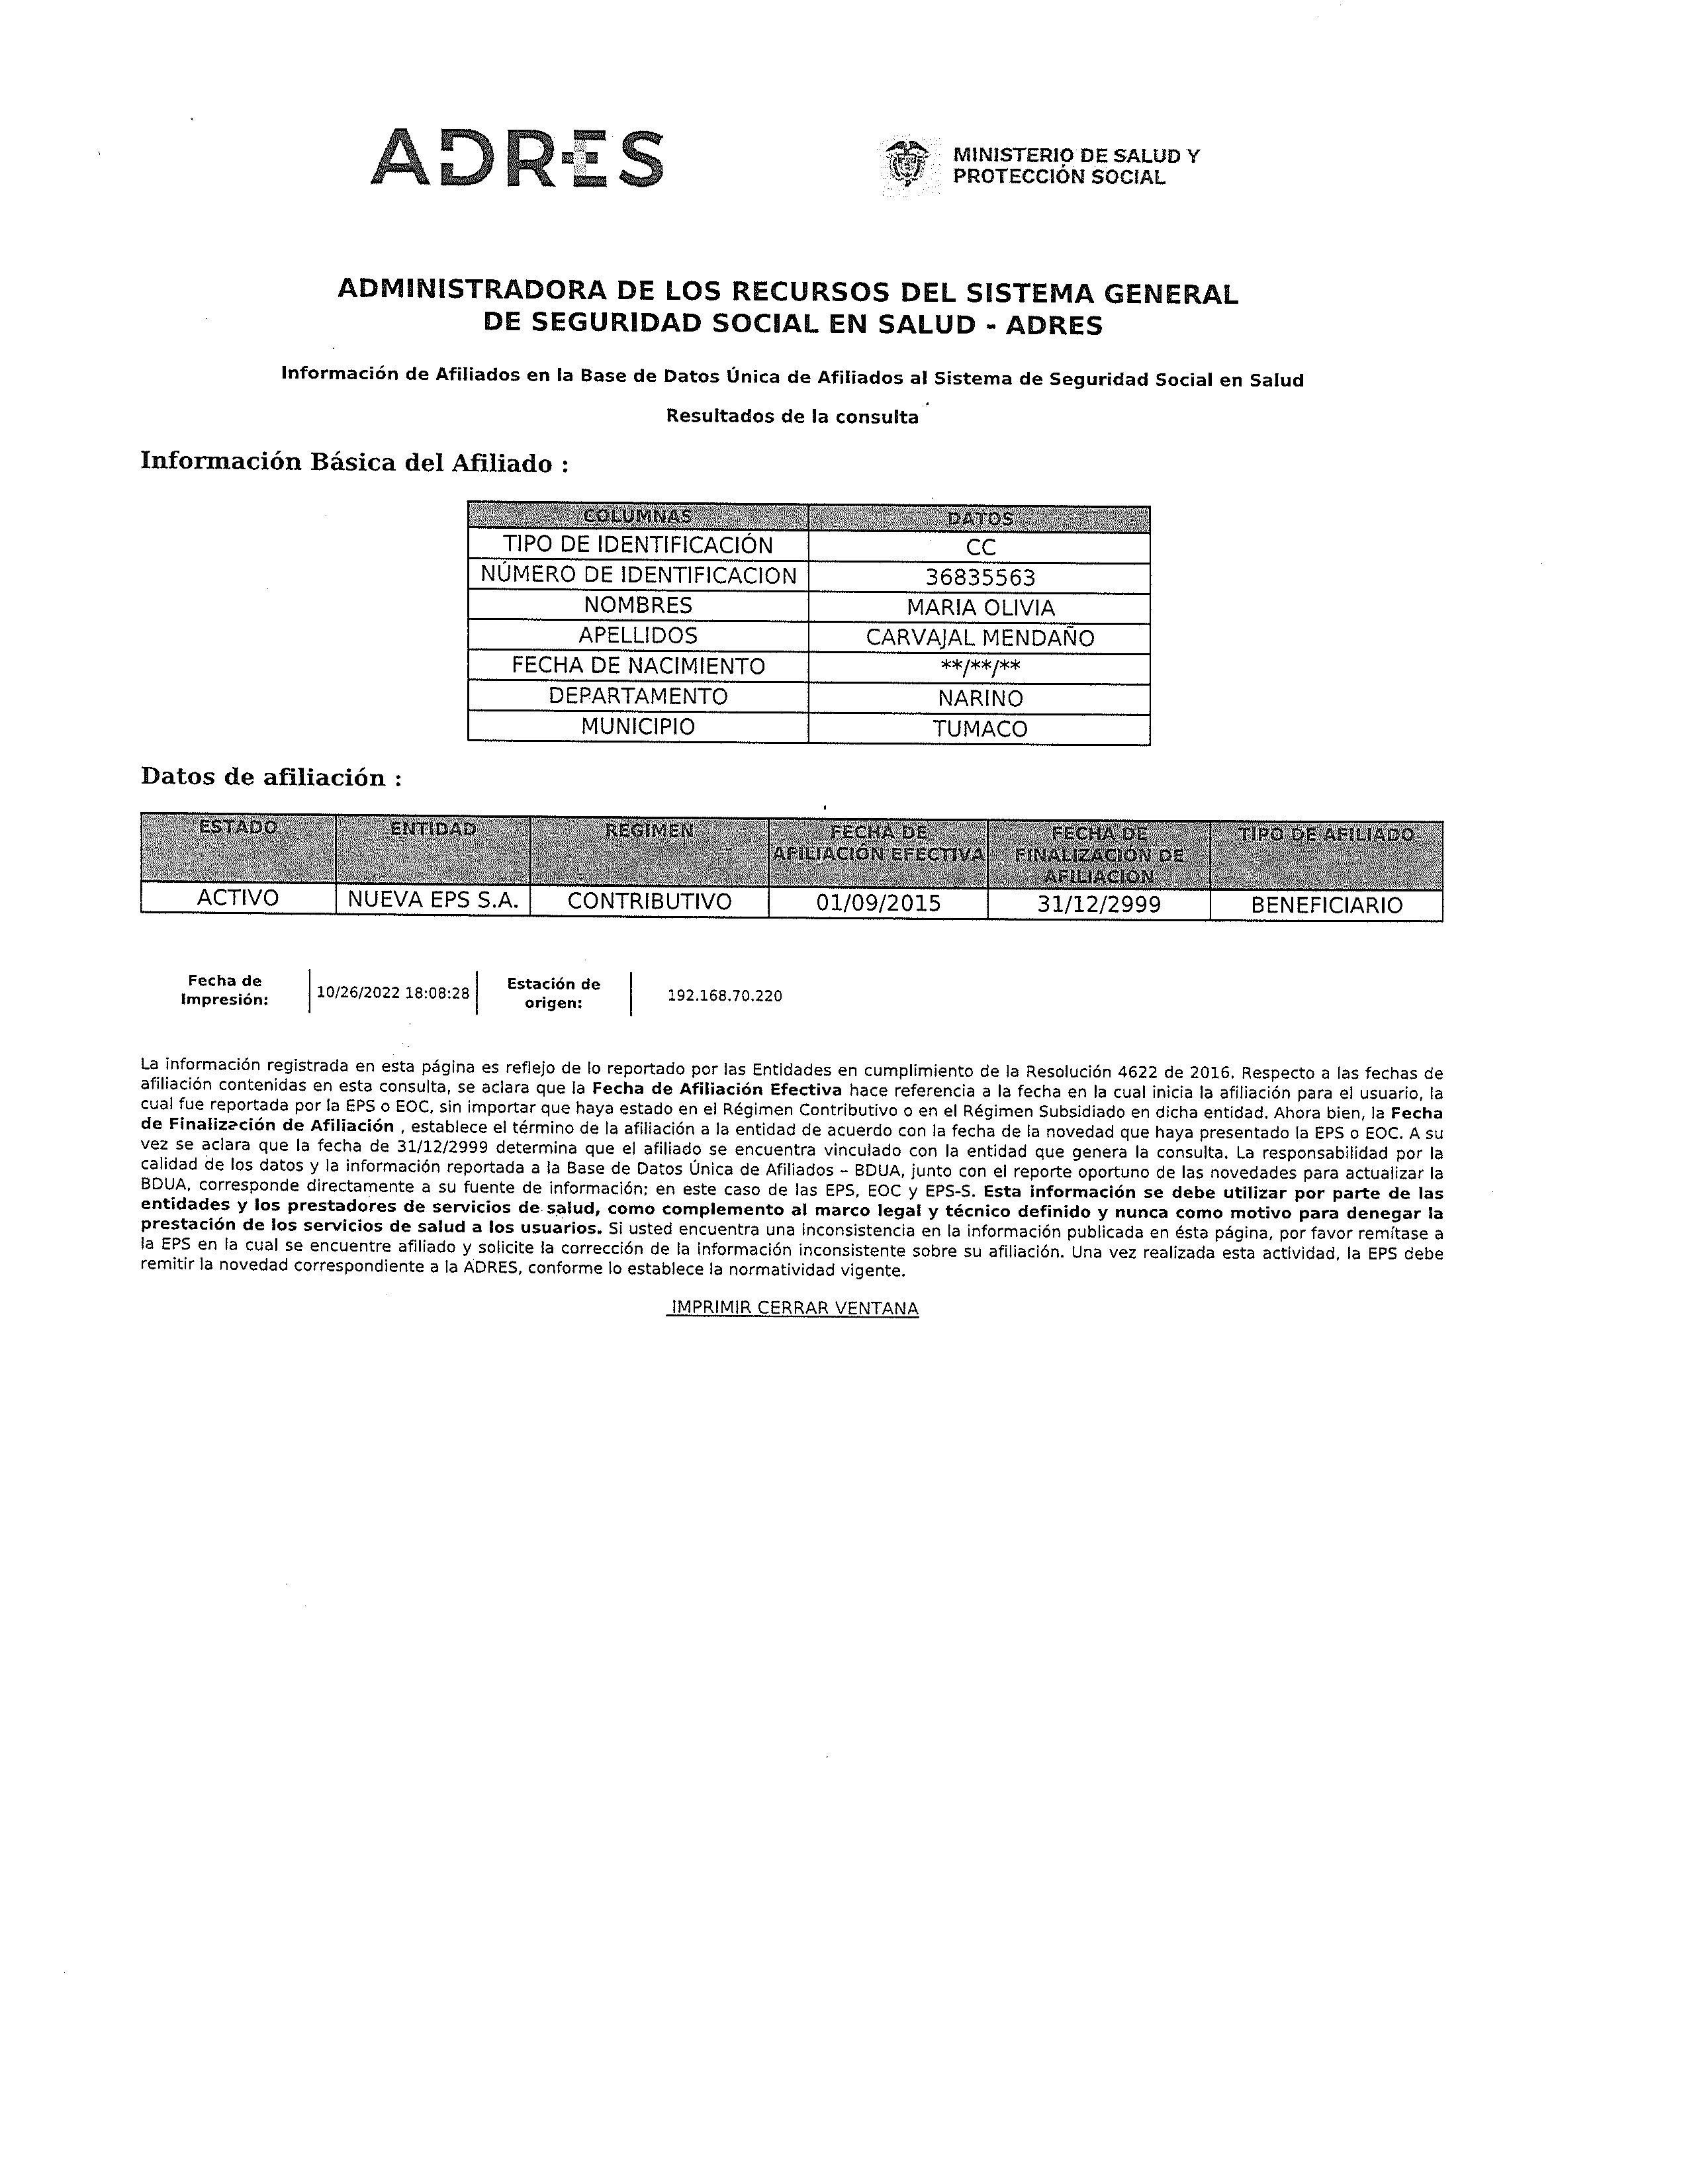 ADRES
MINISTERIO DE SALUD Y
PROTECCIÓN SOCIAL
ADMINISTRADORA DE LOS RECURSOS DEL SISTEMA GENERAL
DE SEGURIDAD SOCIAL EN SALUD - ADRES
Información de Afiliados en la Base de Datos Única de Afiliados al Sistema de Seguridad Social en Salud
Resultados de la consulta
Información Básica del Afiliado :
COLUMNAS DATOS
TIPO DE IDENTIFICACIÓN CC
NÚMERO DE IDENTIFICACION 36835563
NOMBRES MARIA OLIVIA
APELLIDOS CARVAJAL MENDAÑO
FECHA DE NACIMIENTO **/**/**
DEPARTAMENTO NARINO
MUNICIPIO TUMACO
Datos de afiliación :
ESTADO ENTIDAD REGIMEN FECHA DE FECHA DE TIPO DE AFILIADO
AFILIACIÓN EFECTIVA FINALIZACIÓN DE
AFILIACION
ACTIVO NUEVA EPS S.A. CONTRIBUTIVO 01/09/2015 31/12/2999 BENEFICIARIO
Fecha de Estación de
Impresión: 10/26/2022 18:08:28 origen: 192.168.70.220
La información registrada en esta página es reflejo de lo reportado por las Entidades en cumplimiento de la Resolución 4622 de 2016. Respecto a las fechas de
afiliación contenidas en esta consulta, se aclara que la Fecha de Afiliación Efectiva hace referencia a la fecha en la cual inicia la afiliación para el usuario, la
cual fue reportada por la EPS o EOC, sin importar que haya estado en el Régimen Contributivo o en el Régimen Subsidiado en dicha entidad. Ahora bien, la Fecha
de Finalización de Afiliación , establece el término de la afiliación a la entidad de acuerdo con la fecha de la novedad que haya presentado la EPS o EOC. A su
vez se aclara que la fecha de 31/12/2999 determina que el afiliado se encuentra vinculado con la entidad que genera la consulta. La responsabilidad por la
calidad de los datos y la información reportada a la Base de Datos Única de Afiliados – BDUA, junto con el reporte oportuno de las novedades para actualizar la
BDUA, corresponde directamente a su fuente de información; en este caso de las EPS, EOC y EPS-S. Esta información se debe utilizar por parte de las
entidades y los prestadores de servicios de salud, como complemento al marco legal y técnico definido y nunca como motivo para denegar la
prestación de los servicios de salud a los usuarios. Si usted encuentra una inconsistencia en la información publicada en ésta página, por favor remítase a
la EPS en la cual se encuentre afiliado y solicite la corrección de la información inconsistente sobre su afiliación. Una vez realizada esta actividad, la EPS debe
remitir la novedad correspondiente a la ADRES, conforme lo establece la normatividad vigente.
IMPRIMIR CERRAR VENTANA